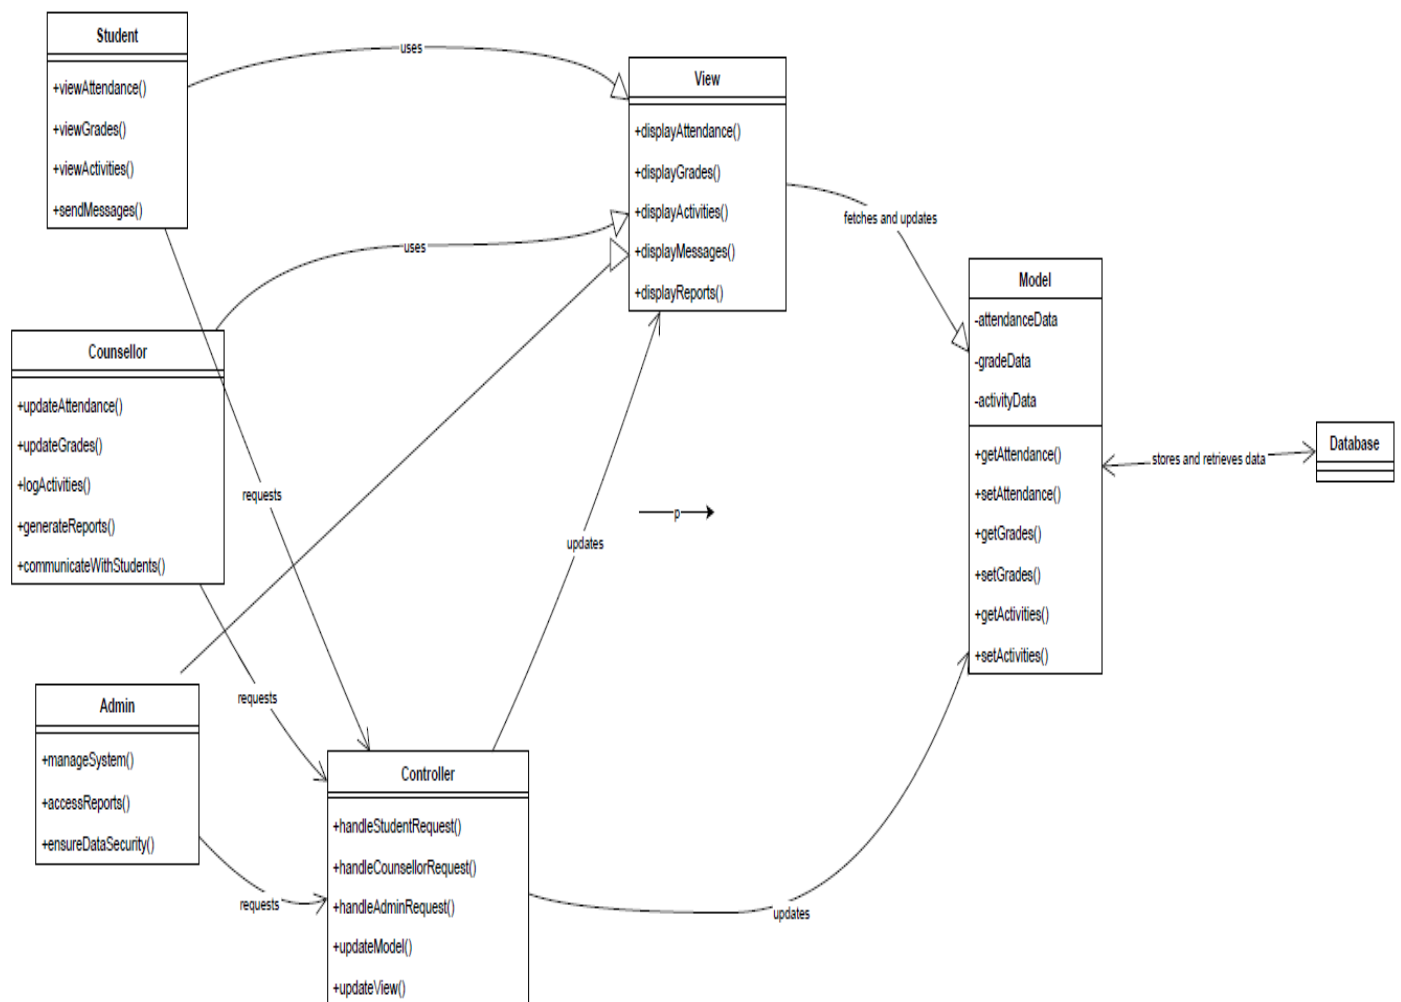 Student
+viewAttendance()
+viewGrades()
+viewActivities()
+sendMessages()
uses
View
+displayAttendance()
+displayGrades()
+displayActivities()
+displayMessages()
+displayReports()
fetches and updates
uses
Model
-attendanceData
-gradeData
-activityData
+getAttendance()
+setAttendance()
+getGrades()
+setGrades()
+getActivities()
+setActivities()
stores and retrieves data
Database
Counsellor
+updateAttendance()
+updateGrades()
+logActivities()
+generateReports()
+communicateWithStudents()
requests
p
updates
requests
Admin
+manageSystem()
+accessReports()
+ensureDataSecurity()
requests
Controller
+handleStudentRequest()
+handleCounsellorRequest()
+handleAdminRequest()
+updateModel()
+updateView()
updates